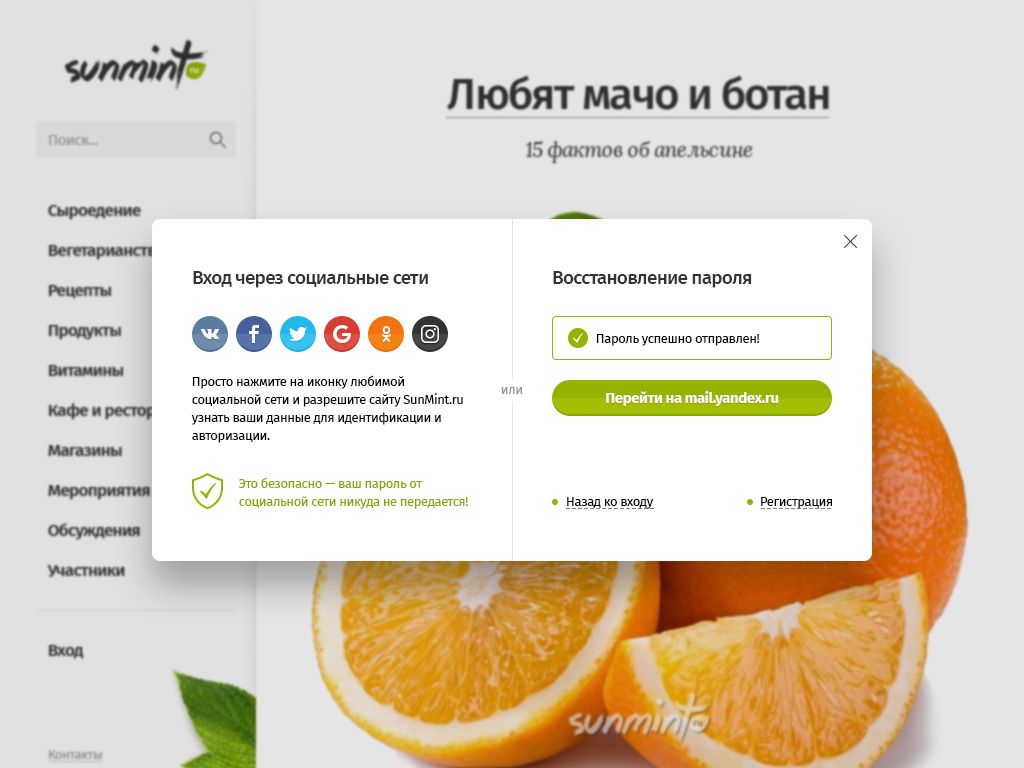 sunmint
ru
Поиск...
Сыроедение
Вегетарианств
Рецепты
Продукты
Витамины
Кафе и рестор
Магазины
Мероприятия
Обсуждения
Участники
Вход
Контакты
Любят мачо и ботан
15 фактов об апельсине
Вход через социальные сети
Просто нажмите на иконку любимой
социальной сети и разрешите сайту SunMint.ru
узнать ваши данные для идентификации и
авторизации.
Это безопасно — ваш пароль от
социальной сети никуда не передается!
или
Восстановление пароля
Пароль успешно отправлен!
Перейти на mail.yandex.ru
Назад ко входу
Регистрация
sunmint